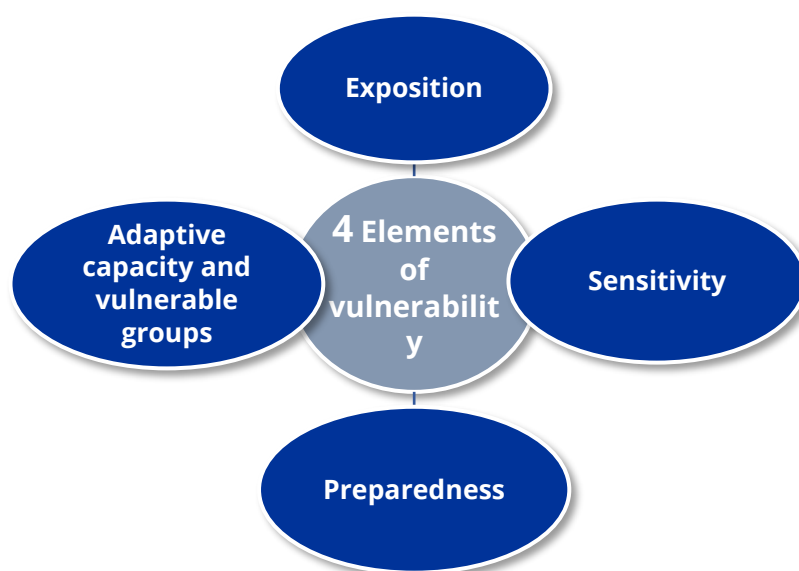 Exposition
Adaptive
capacity and
vulnerable
groups
4 Elements
of
vulnerabilit
y
Sensitivity
Preparedness